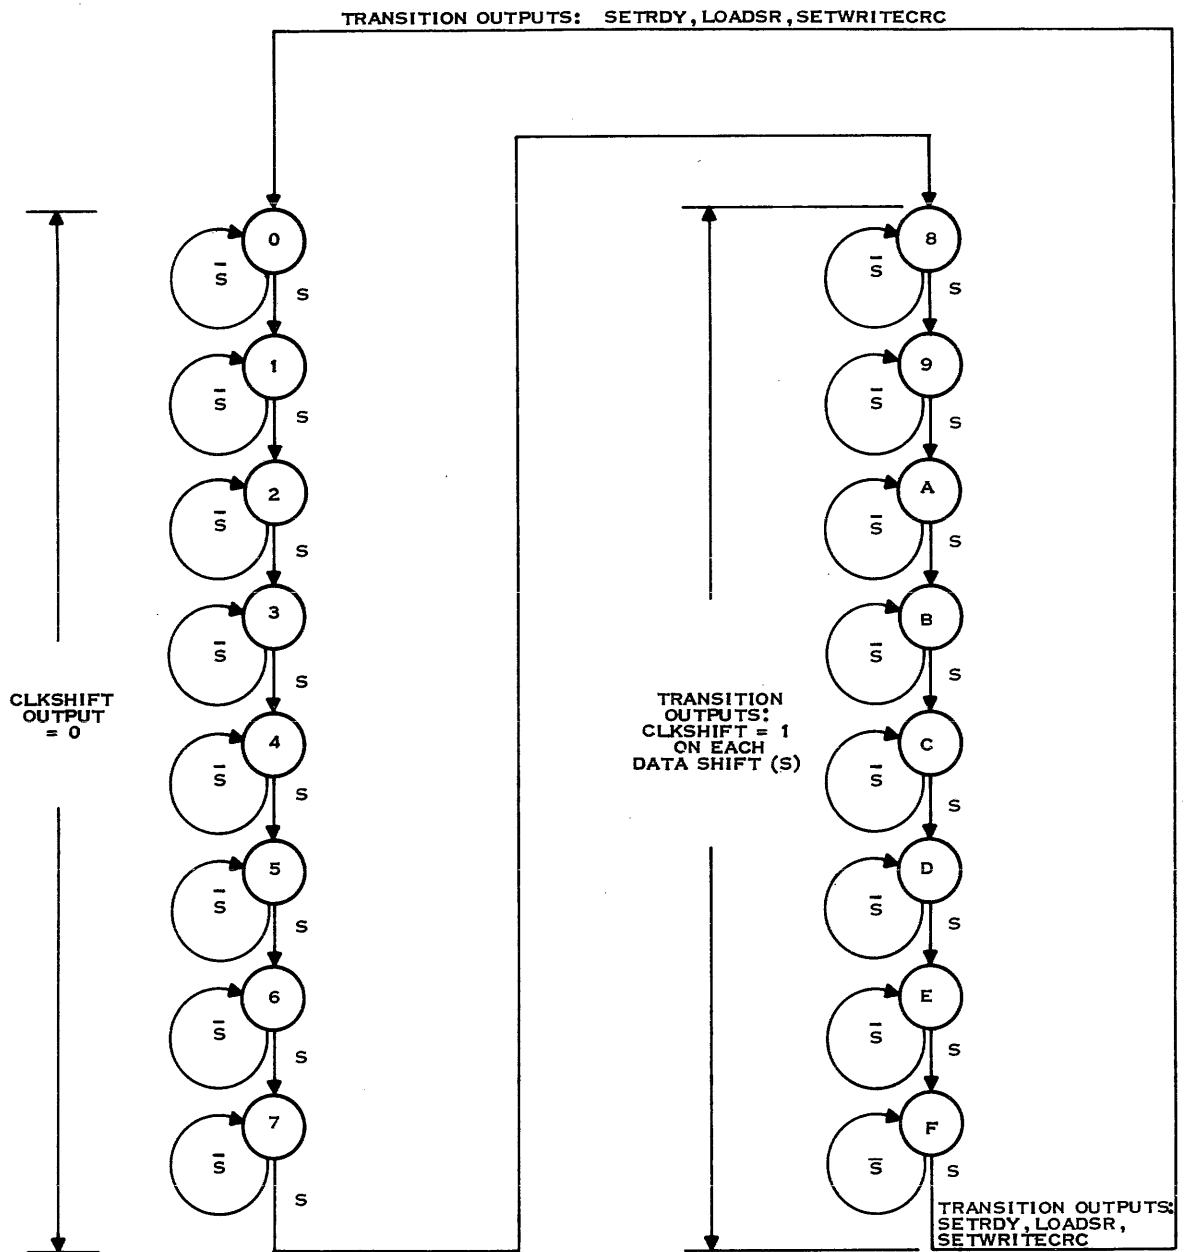 TRANSITION OUTPUTS: SETRDY, LOADSR, SETWRITECRC
0
S̄
S
1
S̄
S
2
S̄
S
3
S̄
S
4
S̄
S
5
S̄
S
6
S̄
S
7
S̄
S
CLKSHIFT
OUTPUT
= 0
8
S̄
S
9
S̄
S
A
S̄
S
B
S̄
S
C
S̄
S
D
S̄
S
E
S̄
S
F
S̄
S
TRANSITION
OUTPUTS:
CLKSHIFT = 1
ON EACH
DATA SHIFT (S)
TRANSITION OUTPUTS:
SETRDY, LOADSR,
SETWRITECRC